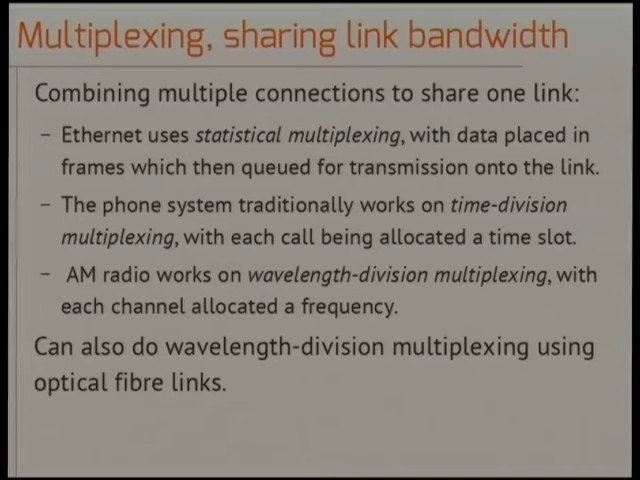 Multiplexing, sharing link bandwidth
Combining multiple connections to share one link:
– Ethernet uses statistical multiplexing, with data placed in
frames which then queued for transmission onto the link.
– The phone system traditionally works on time-division
multiplexing, with each call being allocated a time slot.
– AM radio works on wavelength-division multiplexing, with
each channel allocated a frequency.
Can also do wavelength-division multiplexing using
optical fibre links.